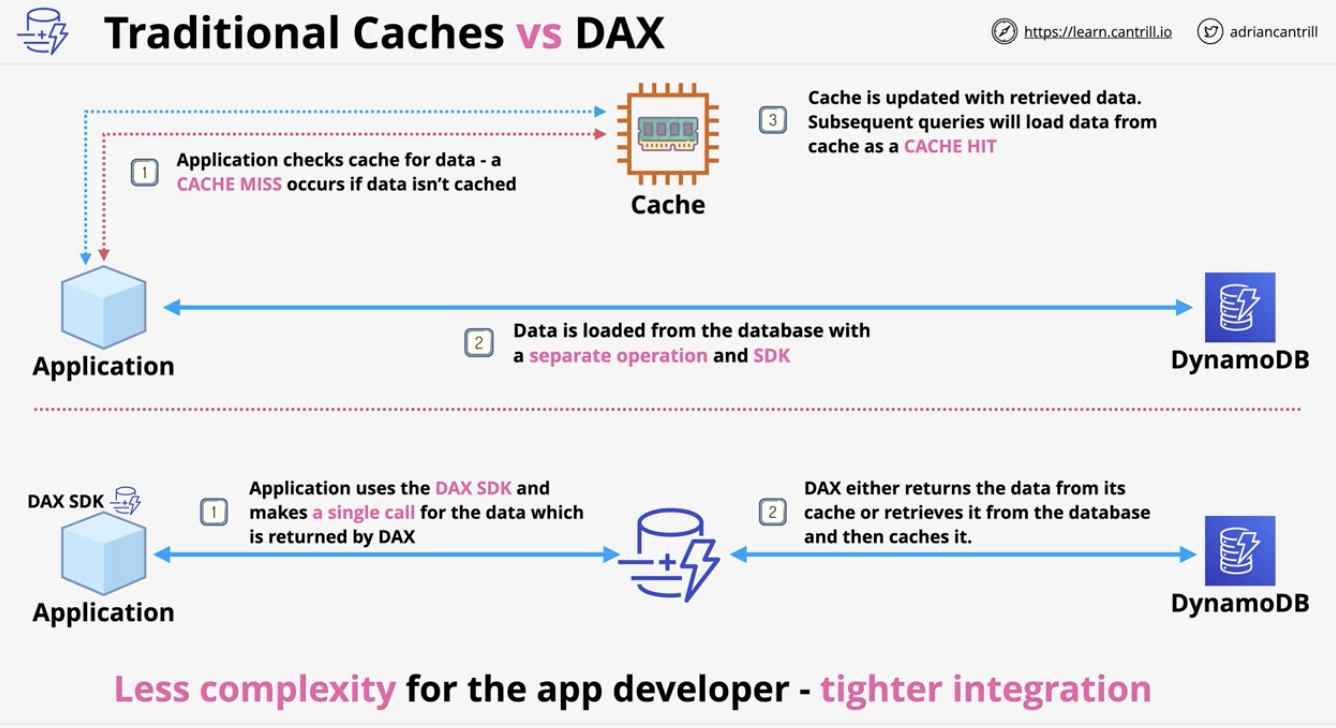 Traditional Caches vs DAX
https://learn.cantrill.io
adriancantrill
1
Application checks cache for data - a
CACHE MISS occurs if data isn't cached
Cache
3
Cache is updated with retrieved data.
Subsequent queries will load data from
cache as a CACHE HIT
Application
2
Data is loaded from the database with
a separate operation and SDK
DynamoDB
DAX SDK
Application
1
Application uses the DAX SDK and
makes a single call for the data which
is returned by DAX
2
DAX either returns the data from its
cache or retrieves it from the database
and then caches it.
DynamoDB
Less complexity for the app developer - tighter integration